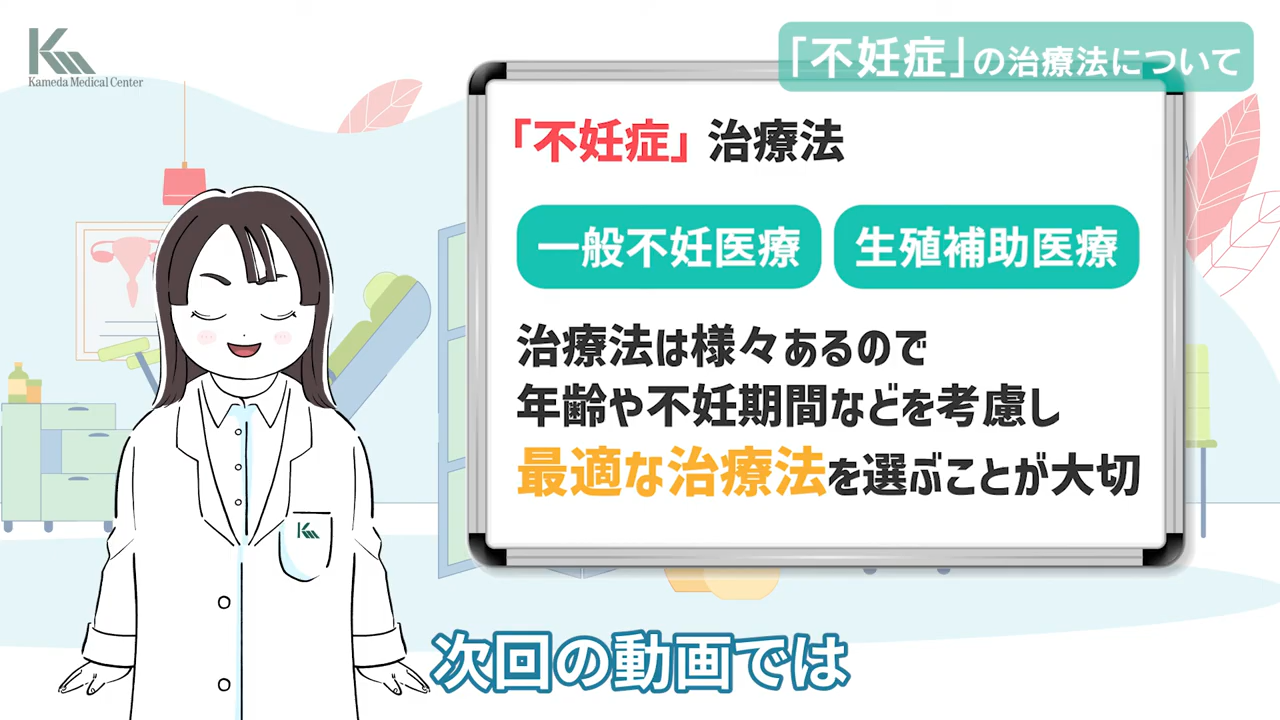 Kameda Medical Center
「不妊症」の治療法について
「不妊症」治療法
一般不妊医療
生殖補助医療
治療法は様々あるので
年齢や不妊期間などを考慮し
最適な治療法を選ぶことが大切
次回の動画では